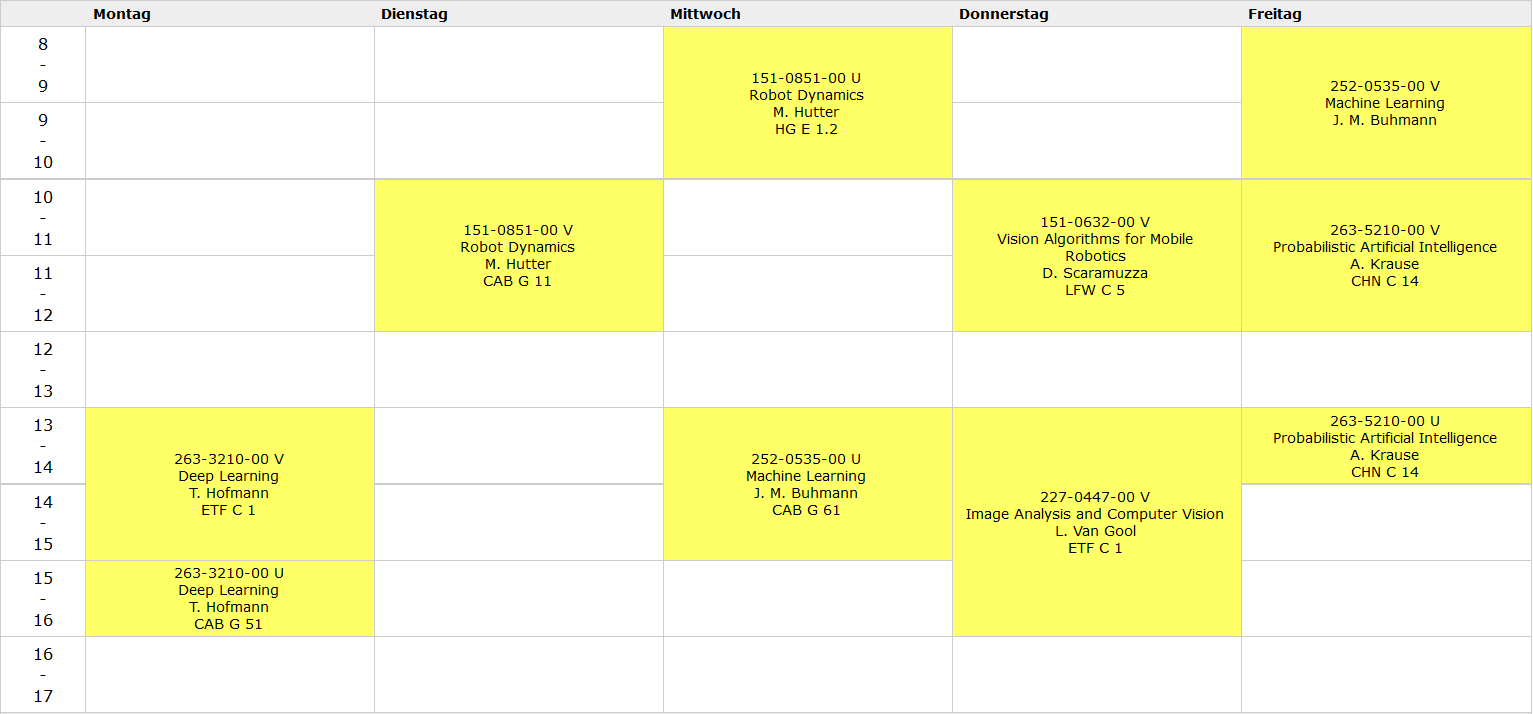 Montag Dienstag Mittwoch Donnerstag Freitag
8
-
9
151-0851-00 U
Robot Dynamics
M. Hutter
HG E 1.2
252-0535-00 V
Machine Learning
J. M. Buhmann
9
-
10
10
-
11
151-0851-00 V
Robot Dynamics
M. Hutter
CAB G 11
151-0632-00 V
Vision Algorithms for Mobile
Robotics
D. Scaramuzza
LFW C 5
263-5210-00 V
Probabilistic Artificial Intelligence
A. Krause
CHN C 14
11
-
12
12
-
13
13
-
14
263-3210-00 V
Deep Learning
T. Hofmann
ETF C 1
252-0535-00 U
Machine Learning
J. M. Buhmann
CAB G 61
227-0447-00 V
Image Analysis and Computer Vision
L. Van Gool
ETF C 1
263-5210-00 U
Probabilistic Artificial Intelligence
A. Krause
CHN C 14
14
-
15
15
-
16
263-3210-00 U
Deep Learning
T. Hofmann
CAB G 51
16
-
17